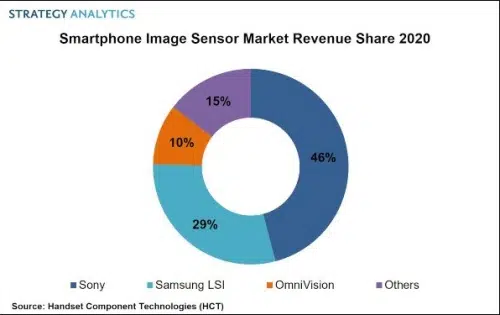 STRATEGY ANALYTICS
Smartphone Image Sensor Market Revenue Share 2020
15%
10%
46%
29%
Sony Samsung LSI OmniVision Others
Source: Handset Component Technologies (HCT)